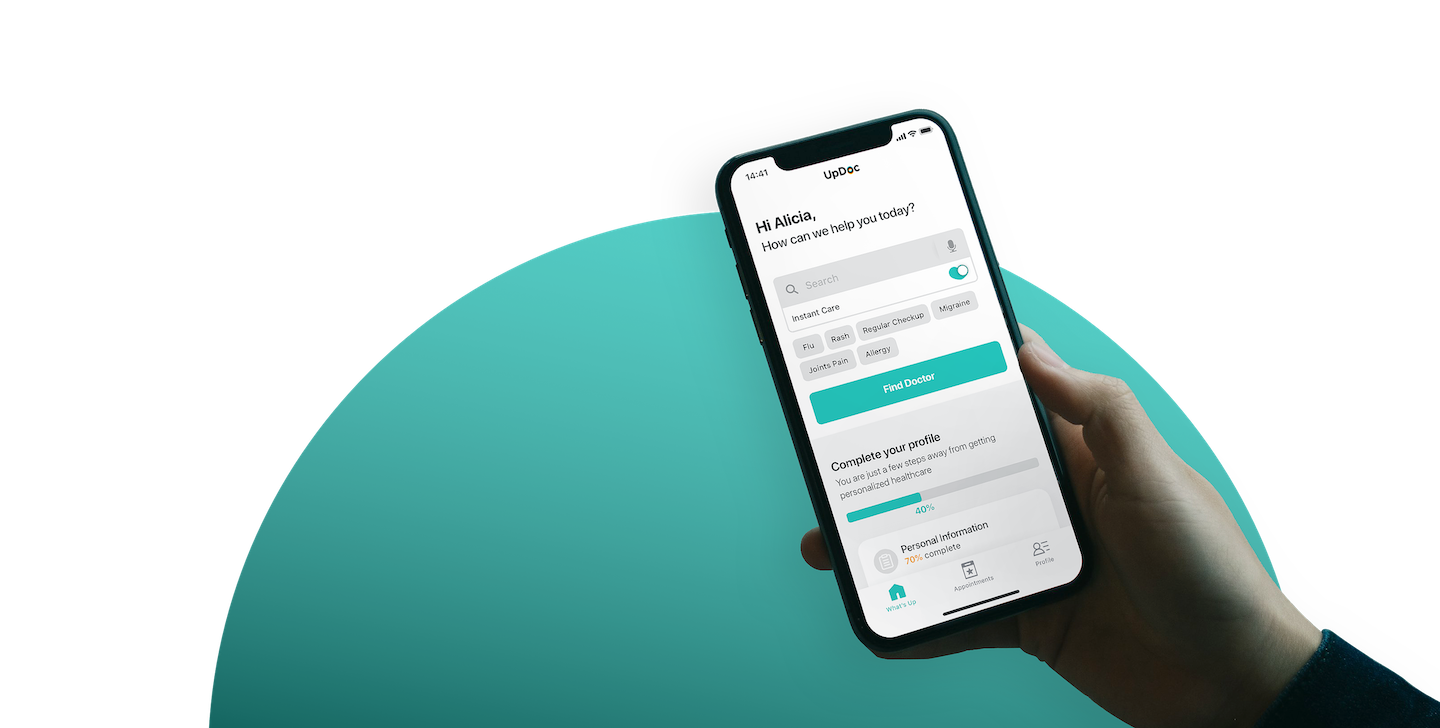 14:41
UpDoc
Hi Alicia,
How can we help you today?
Search
Instant Care
Flu
Rash
Regular Checkup
Migraine
Joints Pain
Allergy
Find Doctor
Complete your profile
You are just a few steps away from getting
personalized healthcare
40%
Personal Information
70% complete
What's Up
Appointments
Profile